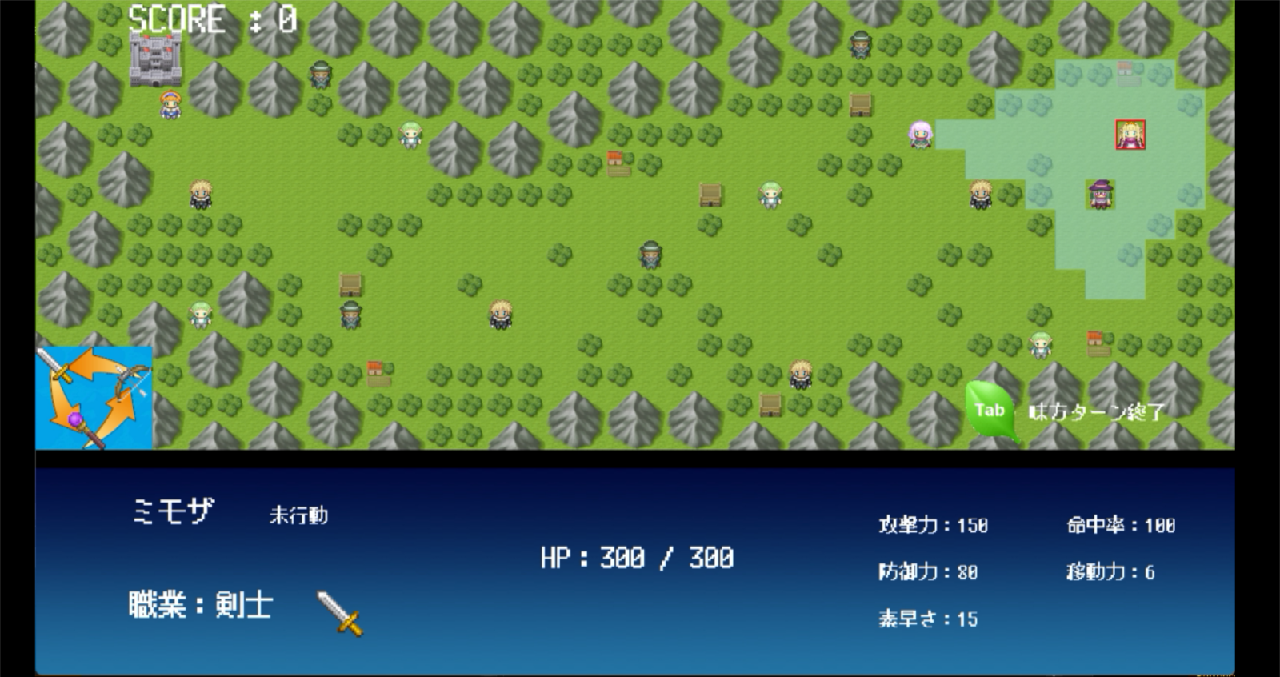 SCORE : 0
Tab 味方ターン終了
ミモザ 未行動
職業：剣士
HP：300 / 300
攻撃力：150 命中率：100
防御力：80 移動力：6
素早さ：15